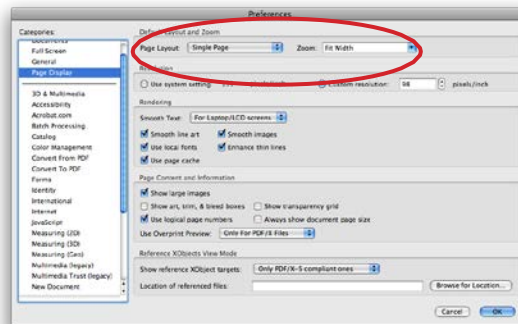 Preferences
Categories:
Documents
Full Screen
General
Page Display
3D & Multimedia
Accessibility
Acrobat.com
Batch Processing
Catalog
Color Management
Convert From PDF
Convert To PDF
Forms
Identity
International
Internet
JavaScript
Measuring (2D)
Measuring (3D)
Measuring (Geo)
Multimedia (legacy)
Multimedia Trust (legacy)
New Document
Default Layout and Zoom
Page Layout: Single Page Zoom: Fit Width
Resolution
Use system setting: pixels/inch Custom resolution: pixels/inch
Rendering
Smooth Text: For Laptop/LCD screens
Smooth line art Smooth images
Use local fonts Enhance thin lines
Use page cache
Page Content and Information
Show large images
Show art, trim, & bleed boxes Show transparency grid
Use logical page numbers Always show document page size
Use Overprint Preview: Only For PDF/X Files
Reference XObjects View Mode
Show reference XObject targets: Only PDF/X-5 compliant ones
Location of referenced files: Browse for Location...
Cancel OK